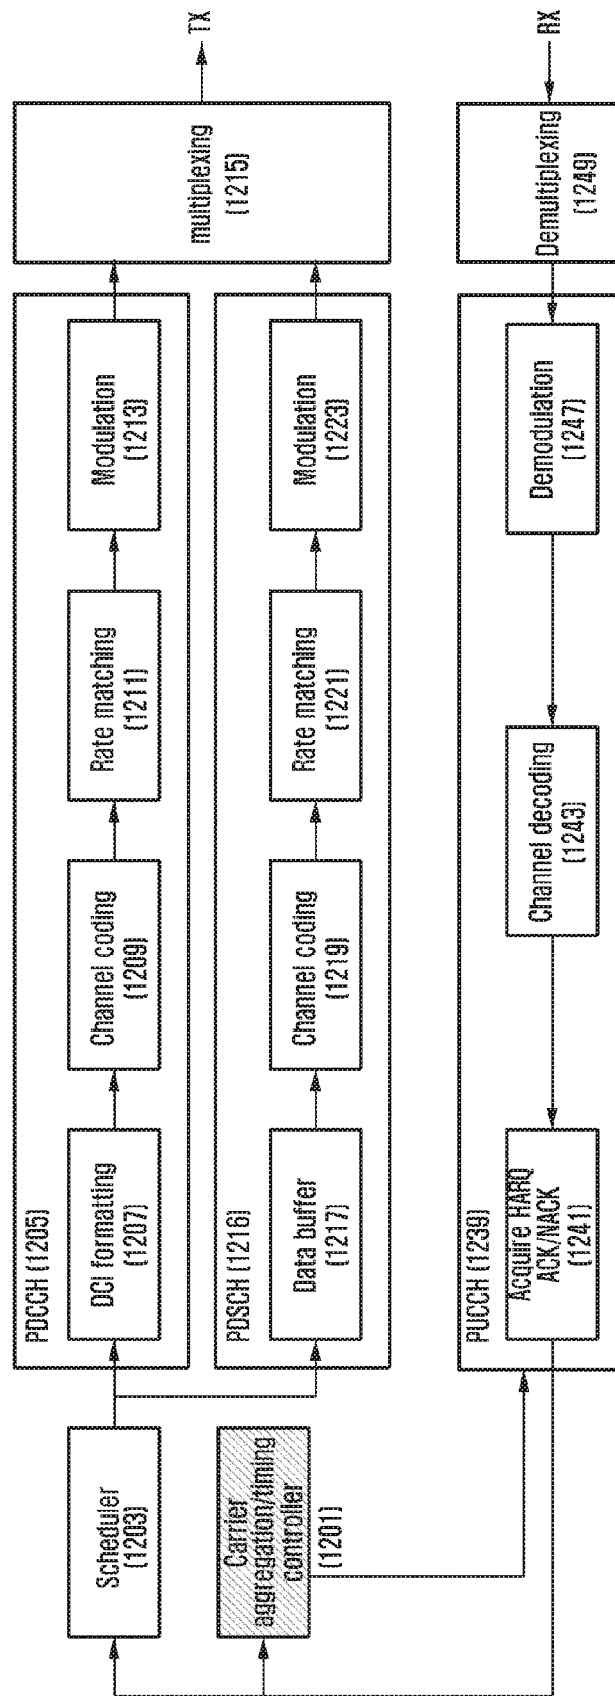 Scheduler
(1203)
Carrier
aggregation/timing
controller
(1201)
PDCCH (1205)
DCI formatting
(1207)
Channel coding
(1209)
Rate matching
(1211)
Modulation
(1213)
PDSCH (1216)
Data buffer
(1217)
Channel coding
(1219)
Rate matching
(1221)
Modulation
(1223)
multiplexing
(1215)
TX
PUCCH (1239)
Acquire HARQ
ACK/NACK
(1241)
Channel decoding
(1243)
Demodulation
(1247)
Demultiplexing
(1249)
RX